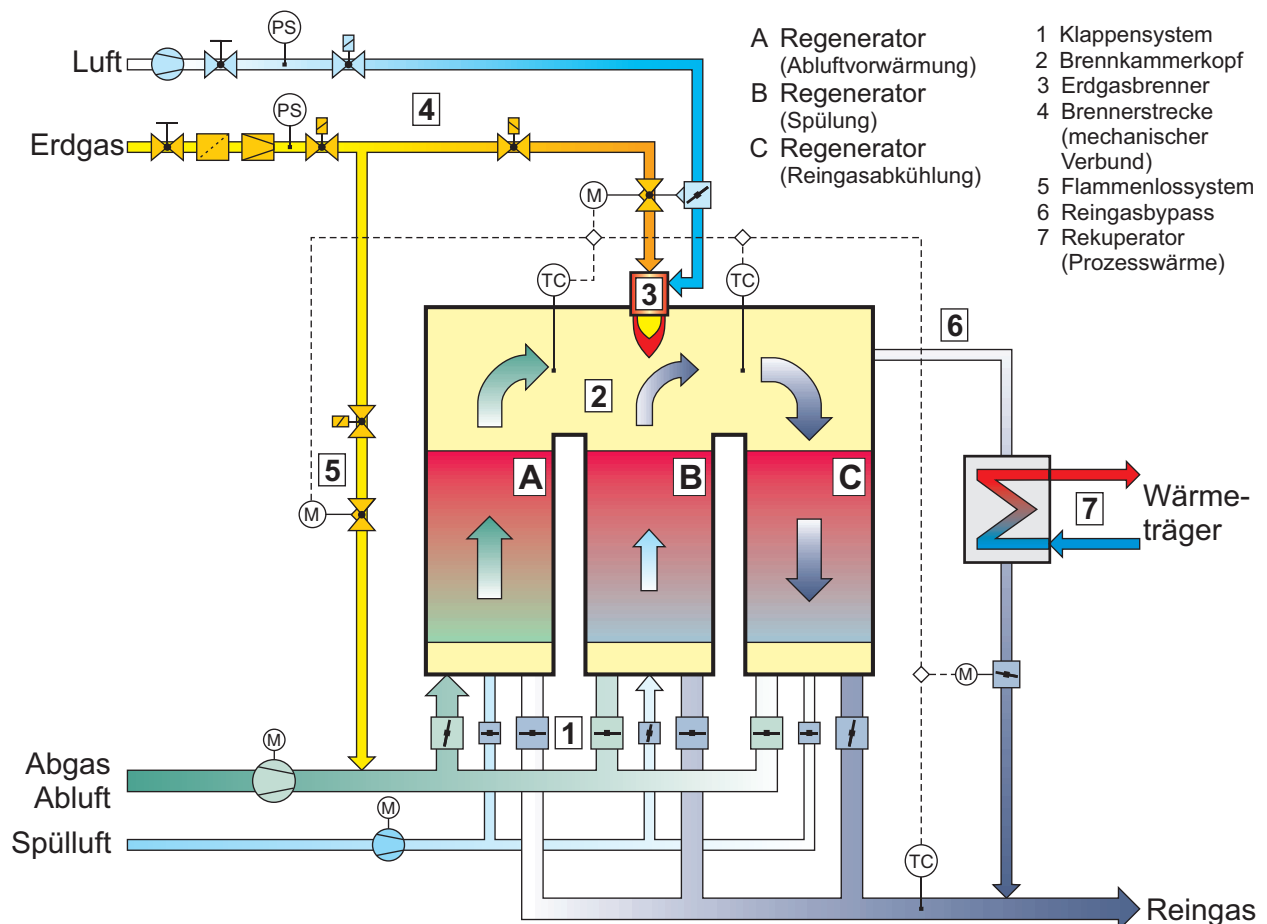 Luft
PS
Erdgas
PS
4
A Regenerator
(Abluftvorwärmung)
B Regenerator
(Spülung)
C Regenerator
(Reingasabkühlung)
1 Klappensystem
2 Brennkammerkopf
3 Erdgasbrenner
4 Brennerstrecke
(mechanischer
Verbund)
5 Flammenlossystem
6 Reingasbypass
7 Rekuperator
(Prozesswärme)
M
TC
3
TC
6
2
A
B
C
5
M
7
Wärme-
träger
M
1
M
Abgas
Abluft
M
Spülluft
TC
Reingas